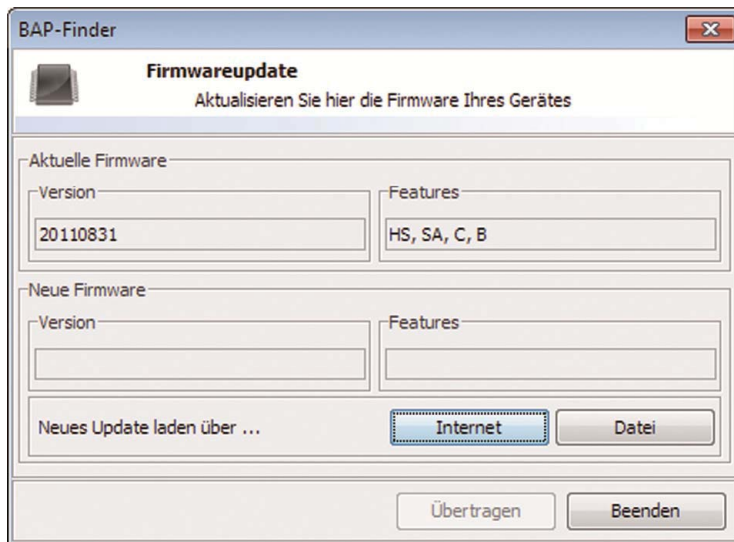 BAP-Finder
Firmwareupdate
Aktualisieren Sie hier die Firmware Ihres Gerätes
Aktuelle Firmware
Version
Features
20110831
HS, SA, C, B
Neue Firmware
Version
Features
Neues Update laden über ...
Internet
Datei
Übertragen
Beenden